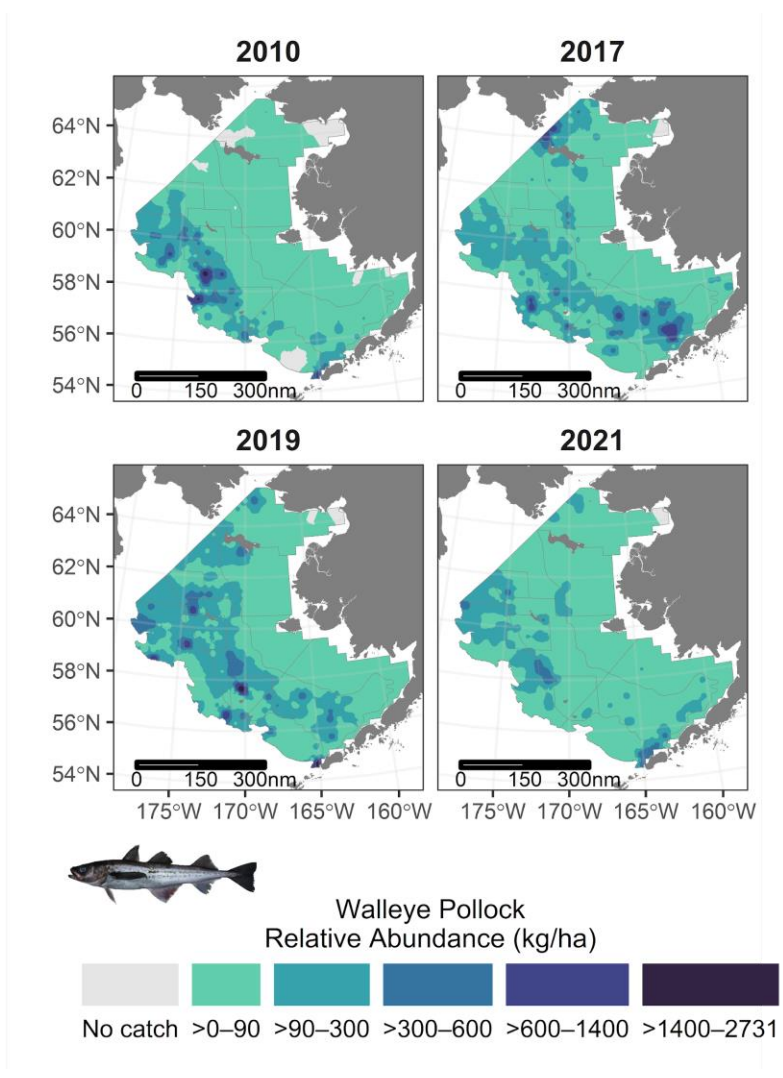 2010
2017
64°N
62°N
60°N
58°N
56°N
54°N
0 150 300nm
0 150 300nm
2019
2021
64°N
62°N
60°N
58°N
56°N
54°N
0 150 300nm
0 150 300nm
175°W 170°W 165°W 160°W
175°W 170°W 165°W 160°W
Walleye Pollock
Relative Abundance (kg/ha)
No catch >0–90 >90–300 >300–600 >600–1400 >1400–2731